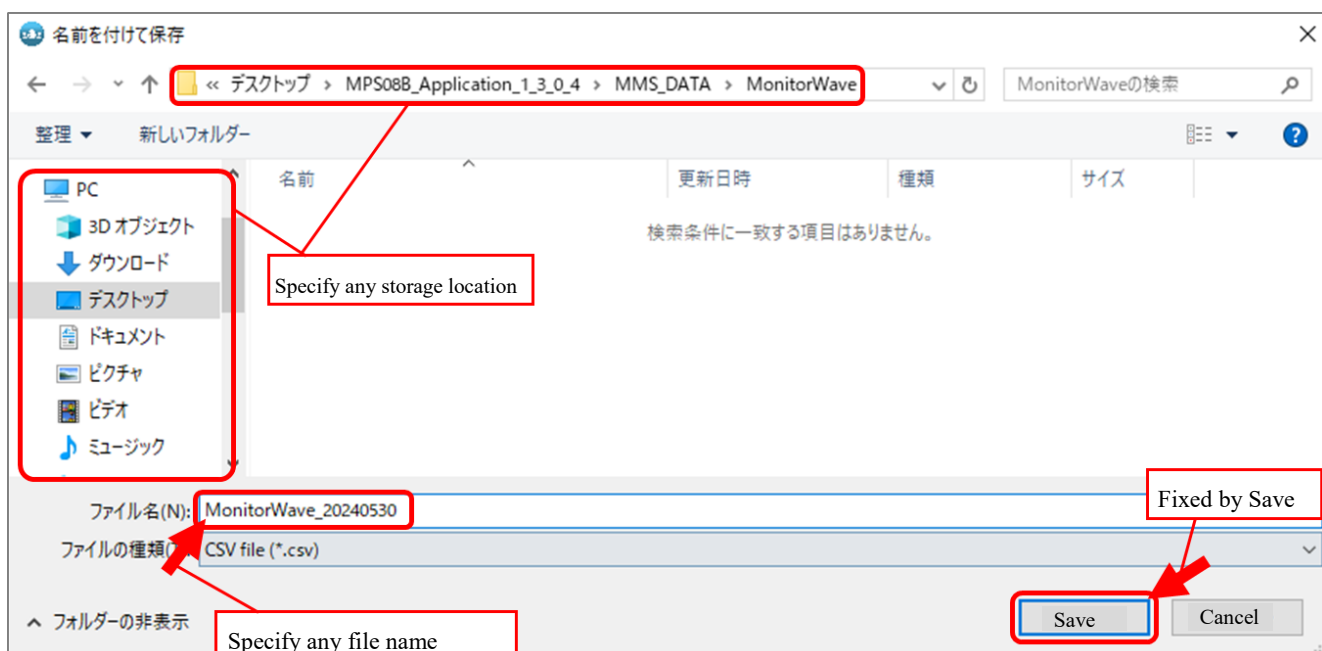 名前を付けて保存
« デスクトップ › MPS08B_Application_1_3_0_4 › MMS_DATA › MonitorWave
MonitorWaveの検索
整理 新しいフォルダー
名前 更新日時 種類 サイズ
検索条件に一致する項目はありません。
PC
3D オブジェクト
ダウンロード
デスクトップ
ドキュメント
ピクチャ
ビデオ
ミュージック
Specify any storage location
Fixed by Save
ファイル名(N): MonitorWave_20240530
ファイルの種類( CSV file (*.csv)
フォルダーの非表示
Specify any file name
Save Cancel